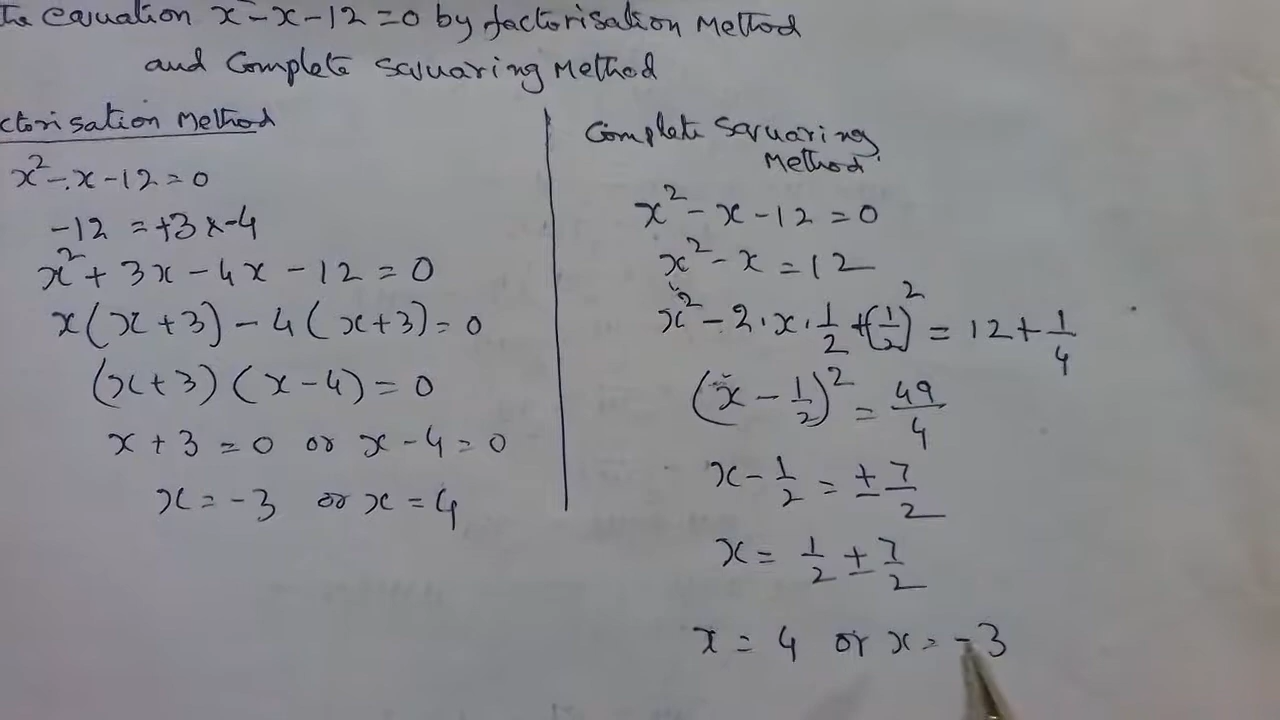 The equation x² - x - 12 = 0 by factorisation Method
and Complete Squaring Method
ctorisation Method
x² - x - 12 = 0
-12 = +3 x -4
x² + 3x - 4x - 12 = 0
x(x+3) - 4(x+3) = 0
(x+3)(x-4) = 0
x + 3 = 0 or x - 4 = 0
x = -3 or x = 4
Complete Squaring
Method
x² - x - 12 = 0
x² - x = 12
x² - 2·x·1/2 + (1/2)² = 12 + 1/4
(x - 1/2)² = 49/4
x - 1/2 = ± 7/2
x = 1/2 ± 7/2
x = 4 or x = -3